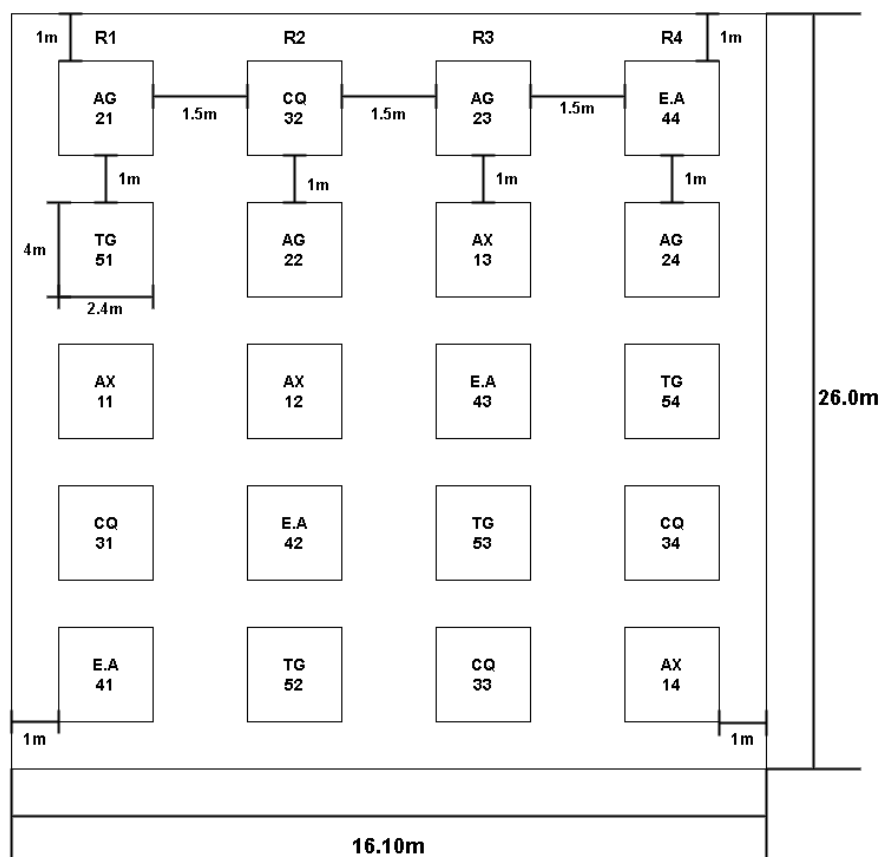 1m R1 R2 R3 R4 1m
AG CQ AG E.A
21 32 23 44
1.5m 1.5m 1.5m
1m 1m 1m 1m
TG AG AX AG
51 22 13 24
4m
2.4m
AX AX E.A TG
11 12 43 54
26.0m
CQ E.A TG CQ
31 42 53 34
E.A TG CQ AX
41 52 33 14
1m 1m
16.10m